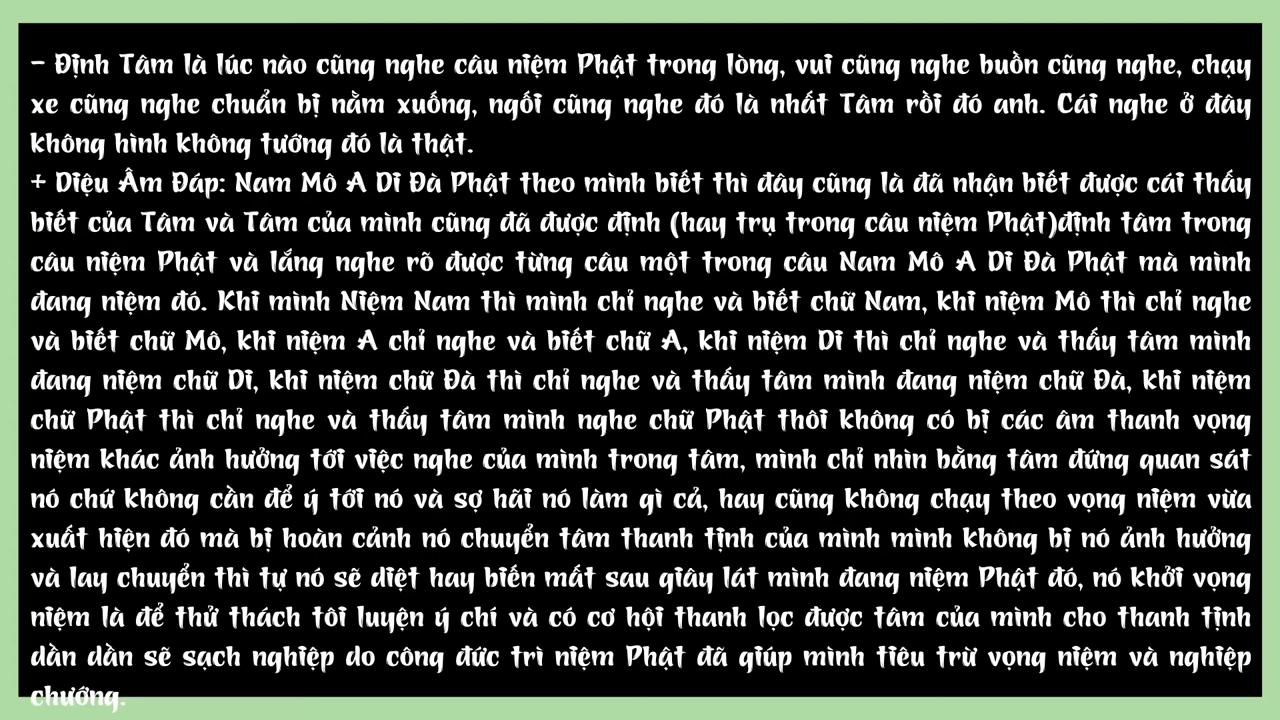 – Định Tâm là lúc nào cũng nghe câu niệm Phật trong lòng, vui cũng nghe buồn cũng nghe, chạy
xe cũng nghe chuẩn bị nằm xuống, ngối cũng nghe đó là nhất Tâm rồi đó anh. Cái nghe ở đây
không hình không tướng đó là thật.
+ Diệu Âm Đáp: Nam Mô A Di Đà Phật theo mình biết thì đây cũng là đã nhận biết được cái thấy
biết của Tâm và Tâm của mình cũng đã được định (hay trụ trong câu niệm Phật)định tâm trong
câu niệm Phật và lắng nghe rõ được từng câu một trong câu Nam Mô A Di Đà Phật mà mình
đang niệm đó. Khi mình Niệm Nam thì mình chỉ nghe và biết chữ Nam, khi niệm Mô thì chỉ nghe
và biết chữ Mô, khi niệm A chỉ nghe và biết chữ A, khi niệm Di thì chỉ nghe và thấy tâm mình
đang niệm chữ Di, khi niệm chữ Đà thì chỉ nghe và thấy tâm mình đang niệm chữ Đà, khi niệm
chữ Phật thì chỉ nghe và thấy tâm mình nghe chữ Phật thôi không có bị các âm thanh vọng
niệm khác ảnh hưởng tới việc nghe của mình trong tâm, mình chỉ nhìn bằng tâm đứng quan sát
nó chứ không cần để ý tới nó và sợ hãi nó làm gì cả, hay cũng không chạy theo vọng niệm vừa
xuất hiện đó mà bị hoàn cảnh nó chuyển tâm thanh tịnh của mình mình không bị nó ảnh hưởng
và lay chuyển thì tự nó sẽ diệt hay biến mất sau giây lát mình đang niệm Phật đó, nó khởi vọng
niệm là để thử thách tôi luyện ý chí và có cơ hội thanh lọc được tâm của mình cho thanh tịnh
dần dần sẽ sạch nghiệp do công đức trì niệm Phật đã giúp mình tiêu trừ vọng niệm và nghiệp
chướng.